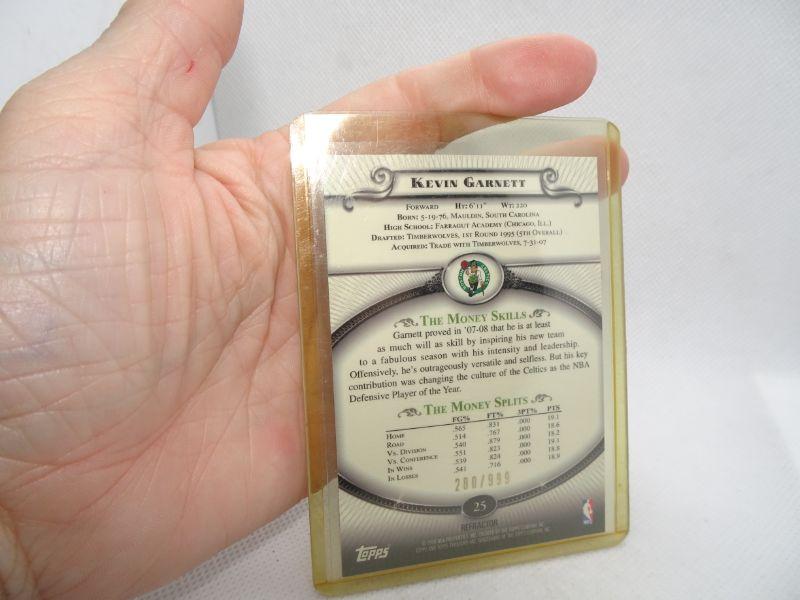 KEVIN GARNETT
FORWARD HT: 6'11" WT: 220
BORN: 5-19-76, MAULDIN, SOUTH CAROLINA
HIGH SCHOOL: FARRAGUT ACADEMY (CHICAGO, ILL.)
DRAFTED: TIMBERWOLVES, 1ST ROUND 1995 (5TH OVERALL)
ACQUIRED: TRADE WITH TIMBERWOLVES, 7-31-07
THE MONEY SKILLS
Garnett proved in '07-08 that he is at least
as much will as skill by inspiring his new team
to a fabulous season with his intensity and leadership.
Offensively, he's outrageously versatile and selfless. But his key
contribution was changing the culture of the Celtics as the NBA
Defensive Player of the Year.
THE MONEY SPLITS
FG% FT% 3PT% PTS
HOME .565 .831 .000 19.1
ROAD .514 .767 .000 18.6
VS. DIVISION .540 .879 .000 18.2
VS. CONFERENCE .551 .823 .000 19.1
IN WINS .539 .824 .000 18.8
IN LOSSES .541 .716 .000 18.9
280/999
25
REFRACTOR
TOPPS